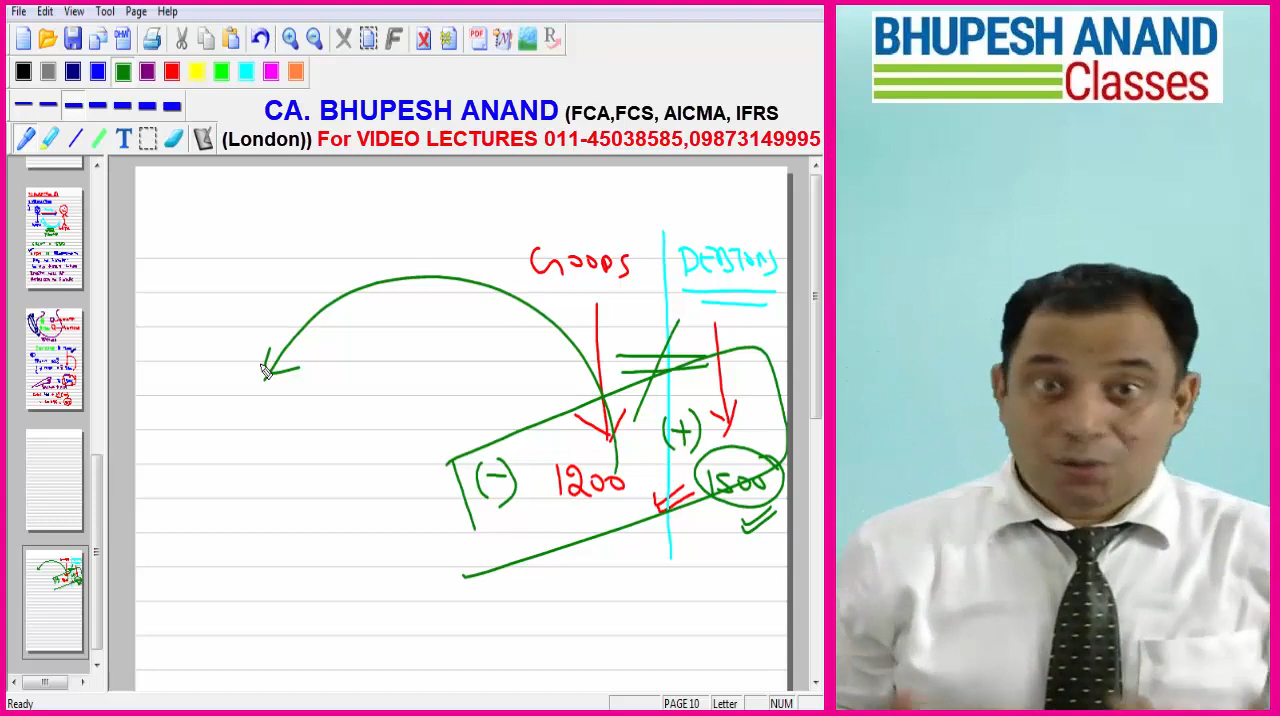 File Edit View Tool Page Help
BHUPESH ANAND
Classes
CA. BHUPESH ANAND (FCA,FCS, AICMA, IFRS
(London)) For VIDEO LECTURES 011-45038585,09873149995
GOODS DEBTORS
(+)
(-) 1200 1500
Ready PAGE 10 Letter NUM